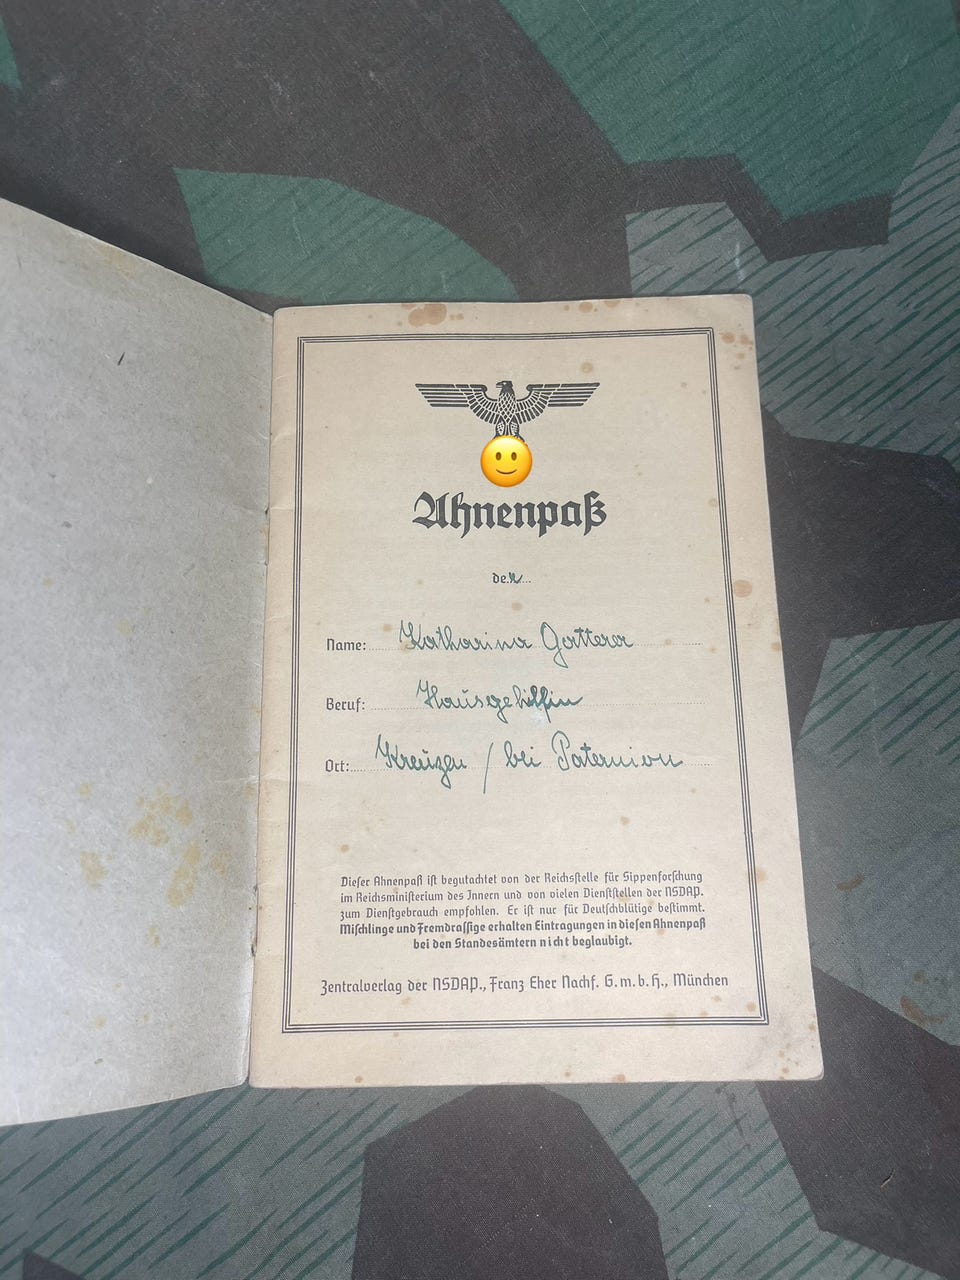 Ahnenpaß
der
Name: Katharina Gatterer
Beruf: Hausgehilfin
Ort: Kreuzen / bei Paternion
Dieser Ahnenpaß ist begutachtet von der Reichsstelle für Sippenforschung
im Reichsministerium des Innern und von vielen Dienststellen der NSDAP.
zum Dienstgebrauch empfohlen. Er ist nur für Deutschblütige bestimmt.
Mischlinge und Fremdrassige erhalten Eintragungen in diesen Ahnenpaß
bei den Standesämtern nicht beglaubigt.
Zentralverlag der NSDAP., Franz Eher Nachf. G.m.b.H., München